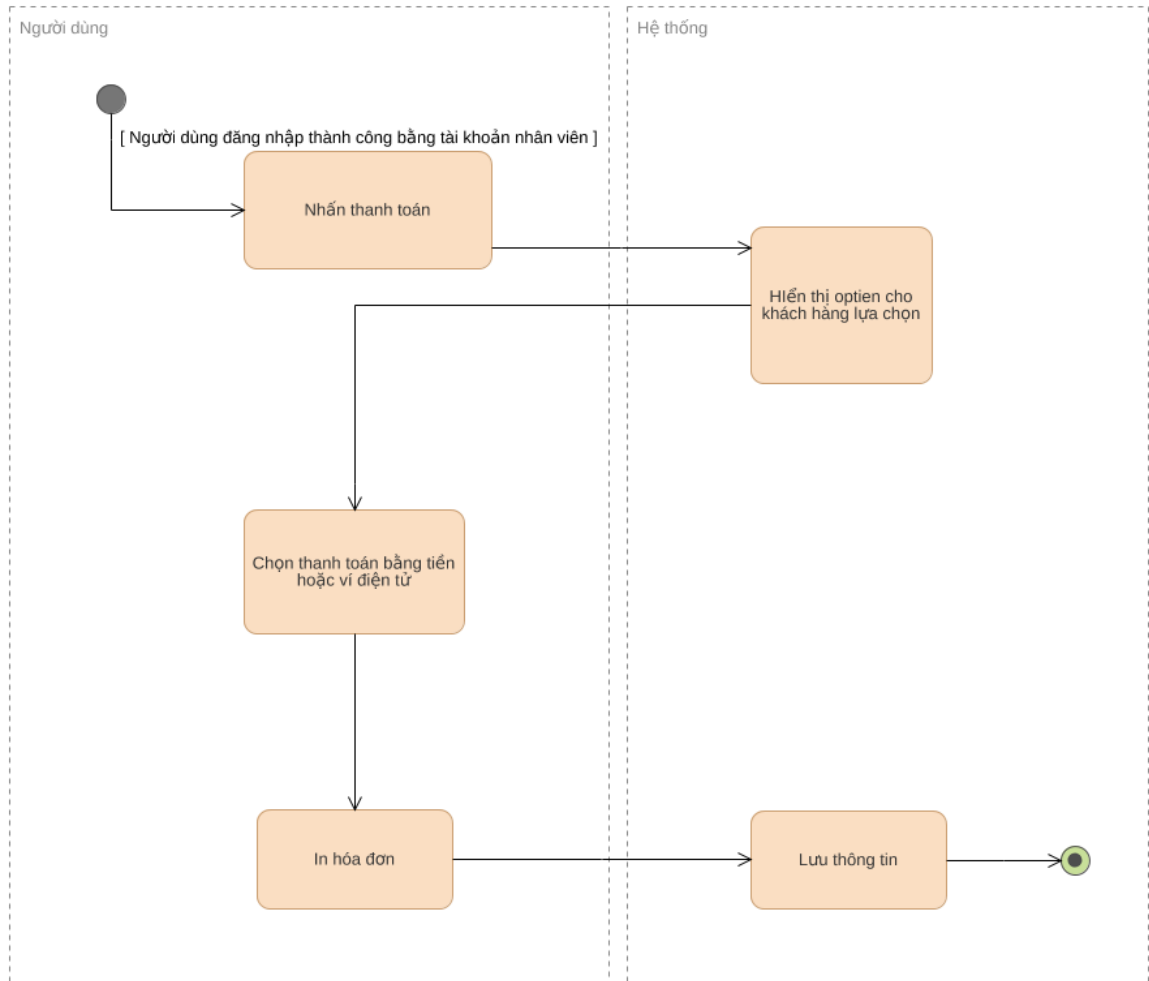 Người dùng
Hệ thống
[ Người dùng đăng nhập thành công bằng tài khoản nhân viên ]
Nhấn thanh toán
HIển thị optien cho
khách hàng lựa chọn
Chọn thanh toán bằng tiền
hoặc ví điện tử
In hóa đơn
Lưu thông tin